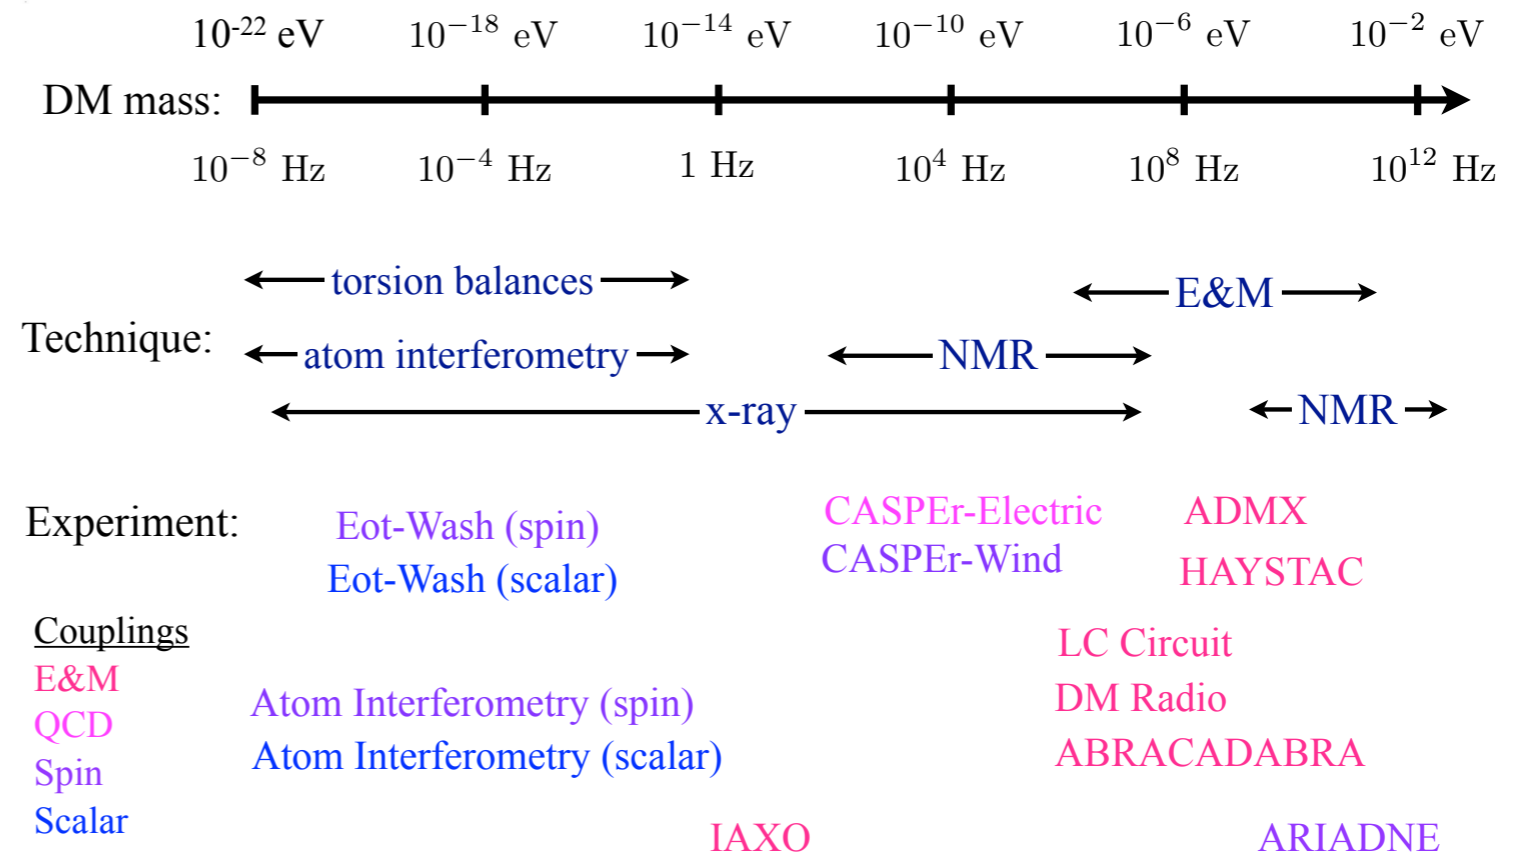 10-22 eV 10−18 eV 10−14 eV 10−10 eV 10−6 eV 10−2 eV
DM mass:
10−8 Hz 10−4 Hz 1 Hz 104 Hz 108 Hz 1012 Hz
torsion balances E&M
Technique:
atom interferometry NMR
x-ray NMR
Experiment:
Eot-Wash (spin)
Eot-Wash (scalar)
CASPEr-Electric
CASPEr-Wind
ADMX
HAYSTAC
Couplings
E&M
QCD
Spin
Scalar
Atom Interferometry (spin)
Atom Interferometry (scalar)
LC Circuit
DM Radio
ABRACADABRA
IAXO
ARIADNE